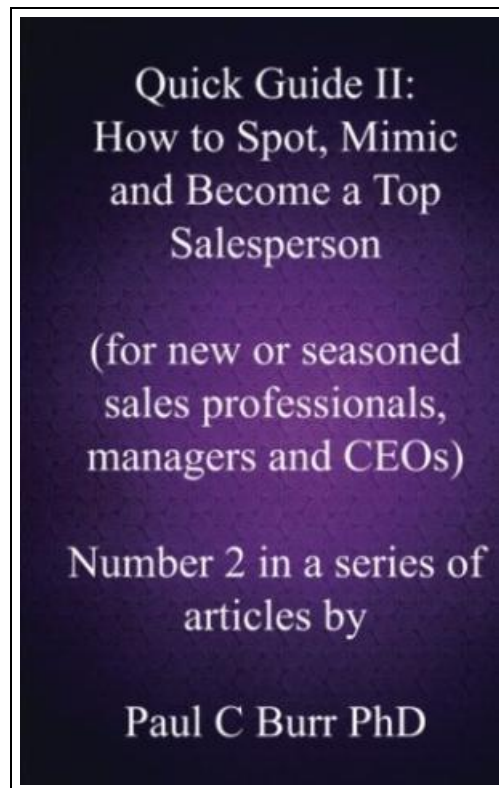 Quick Guide II:
How to Spot, Mimic
and Become a Top
Salesperson
(for new or seasoned
sales professionals,
managers and CEOs)
Number 2 in a series of
articles by
Paul C Burr PhD